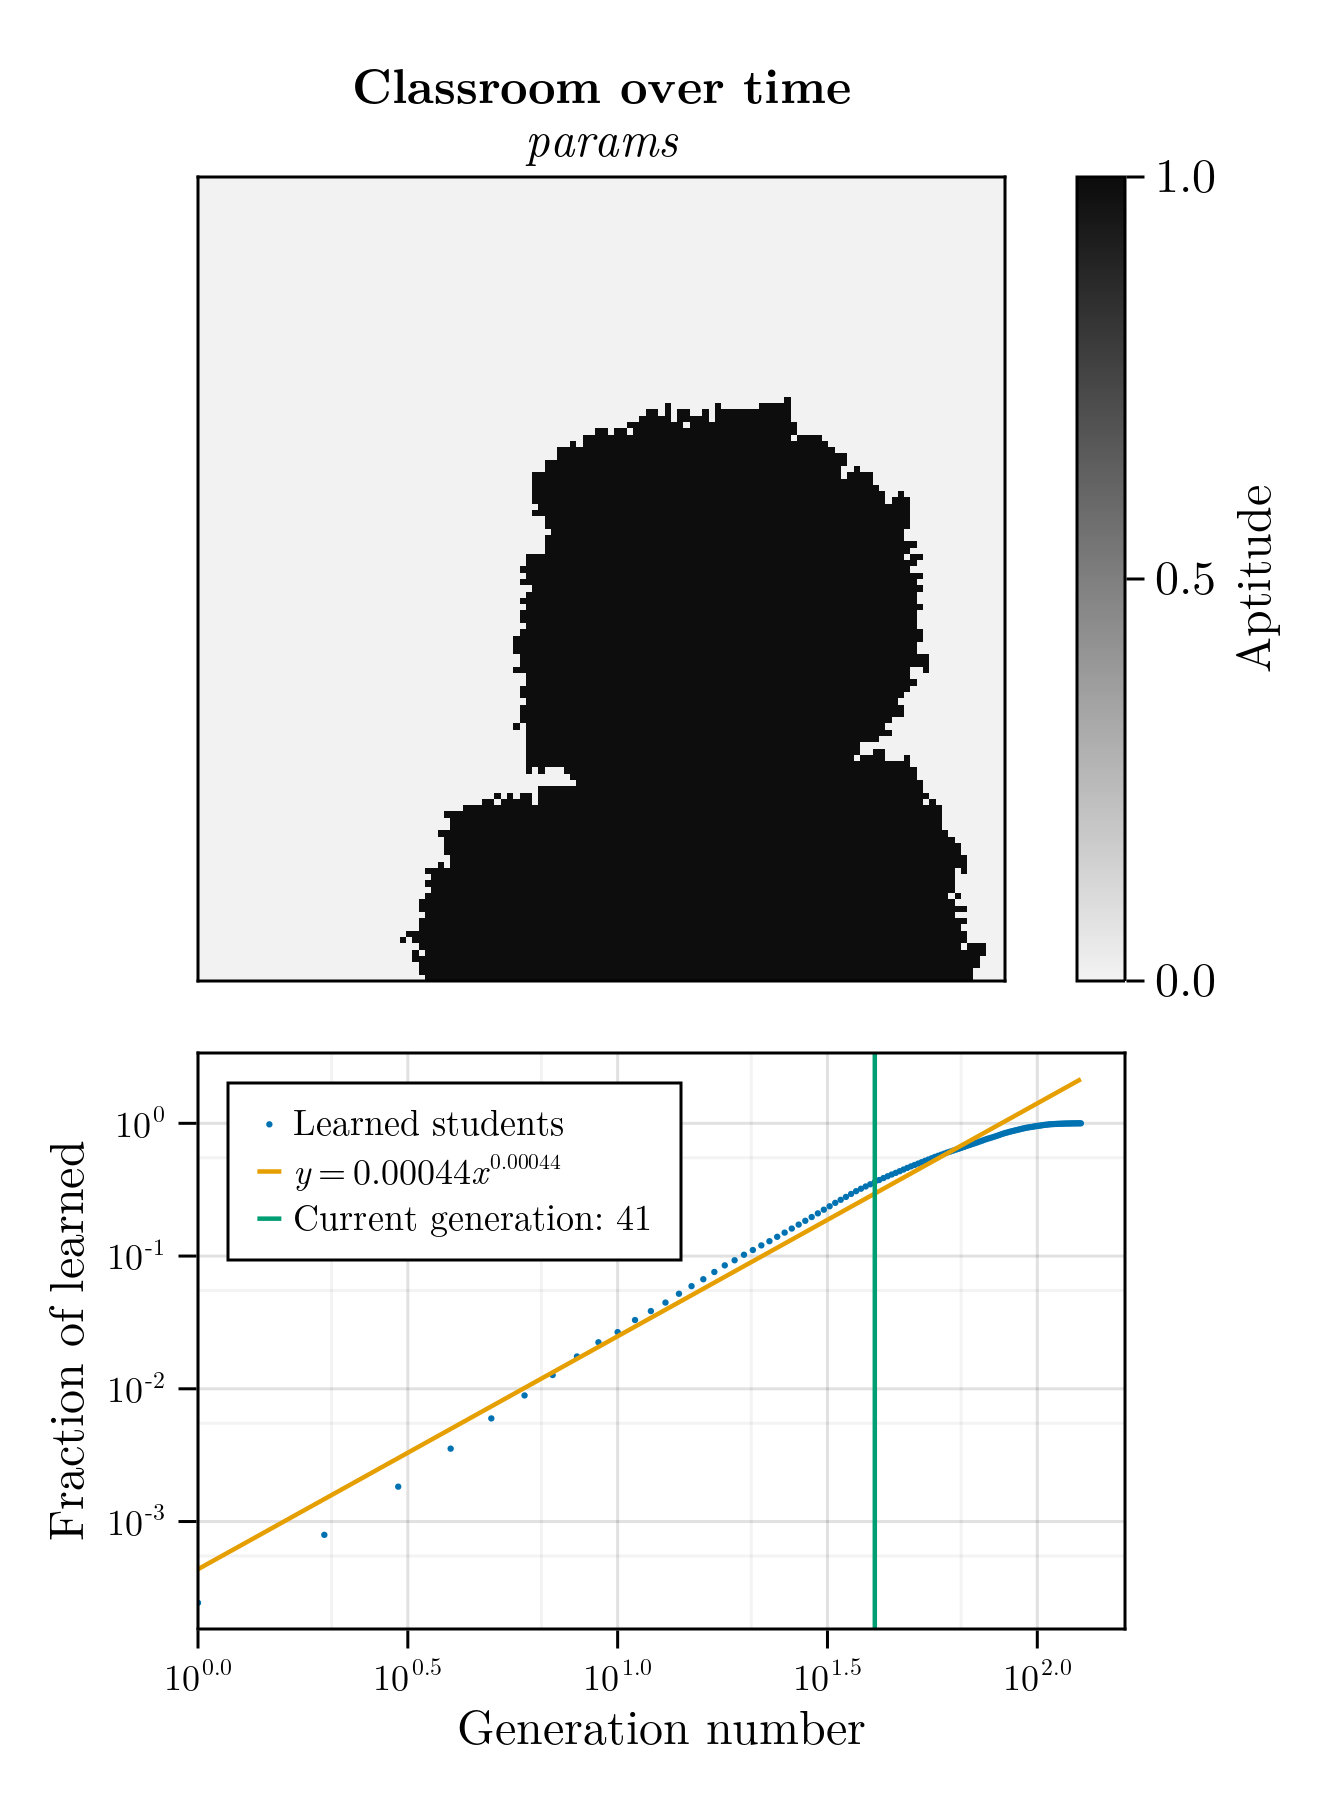 Classroom over time
params
1.0
0.5
0.0
Aptitude
Learned students
y = 0.00044x^0.00044
Current generation: 41
10^0
10^-1
10^-2
10^-3
Fraction of learned
10^0.0 10^0.5 10^1.0 10^1.5 10^2.0
Generation number